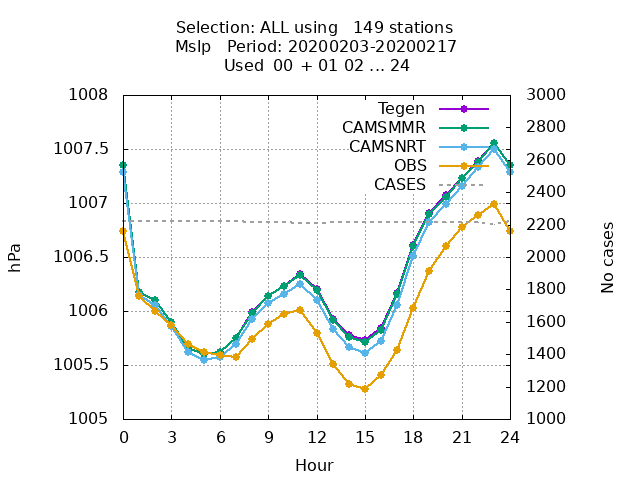 Selection: ALL using   149 stations
Mslp   Period: 20200203-20200217
Used  00 + 01 02 ... 24
1008
1007.5
1007
1006.5
1006
1005.5
1005
hPa
Tegen
CAMSMMR
CAMSNRT
OBS
CASES
3000
2800
2600
2400
2200
2000
1800
1600
1400
1200
1000
No cases
0 3 6 9 12 15 18 21 24
Hour